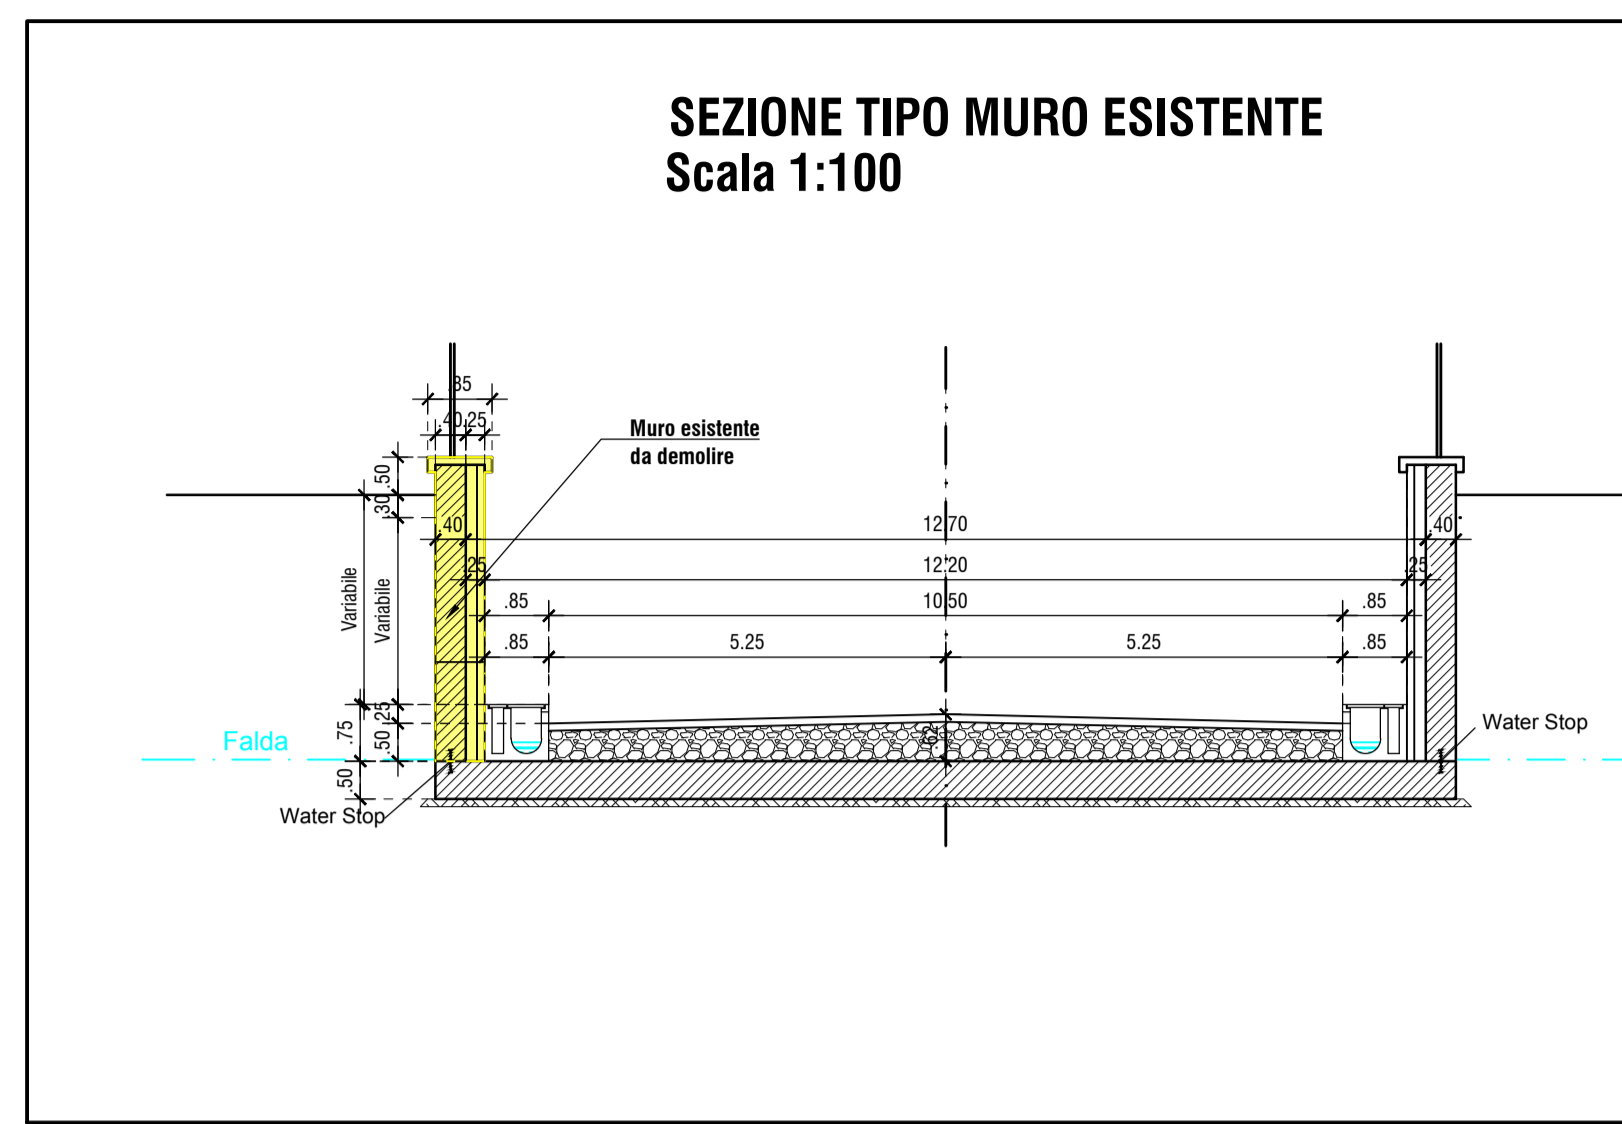 SEZIONE TIPO MURO ESISTENTE
Scala 1:100
.85
.40 .25
Muro esistente
da demolire
.50
.30
.40 12.70 .40
.25 12.20 .25
.85 10.50 .85
.85 5.25 5.25 .85
Variabile
Variabile
.25
.75
.50
.62
.50
Falda
Water Stop
Water Stop